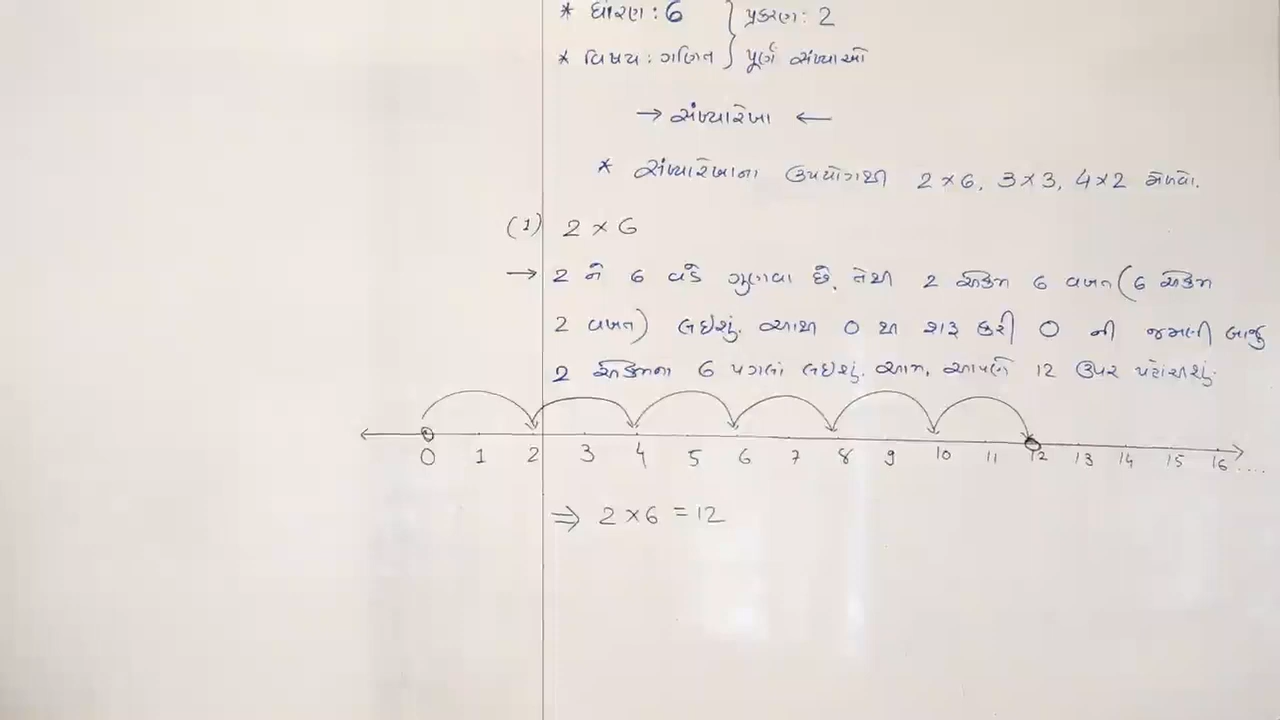 * ધોરણ : 6 } પ્રકરણ : 2
* વિષય : ગણિત } પૂર્ણ સંખ્યાઓ
→ સંખ્યારેખા ←
* સંખ્યારેખાના ઉપયોગથી 2 × 6, 3 × 3, 4 × 2 મેળવો.
(1) 2 × 6
→ 2 ને 6 વડે ગુણવા છે. તેથી 2 એકમ 6 વખત (6 એકમ
2 વખત) લઇશું. આથી 0 થી શરૂ કરી 0 ની જમણી બાજુ
2 એકમના 6 પગલાં લઇશું. આમ, આપણે 12 ઉપર પહોંચીશું.
0 1 2 3 4 5 6 7 8 9 10 11 12 13 14 15 16 ....
⇒ 2 × 6 = 12